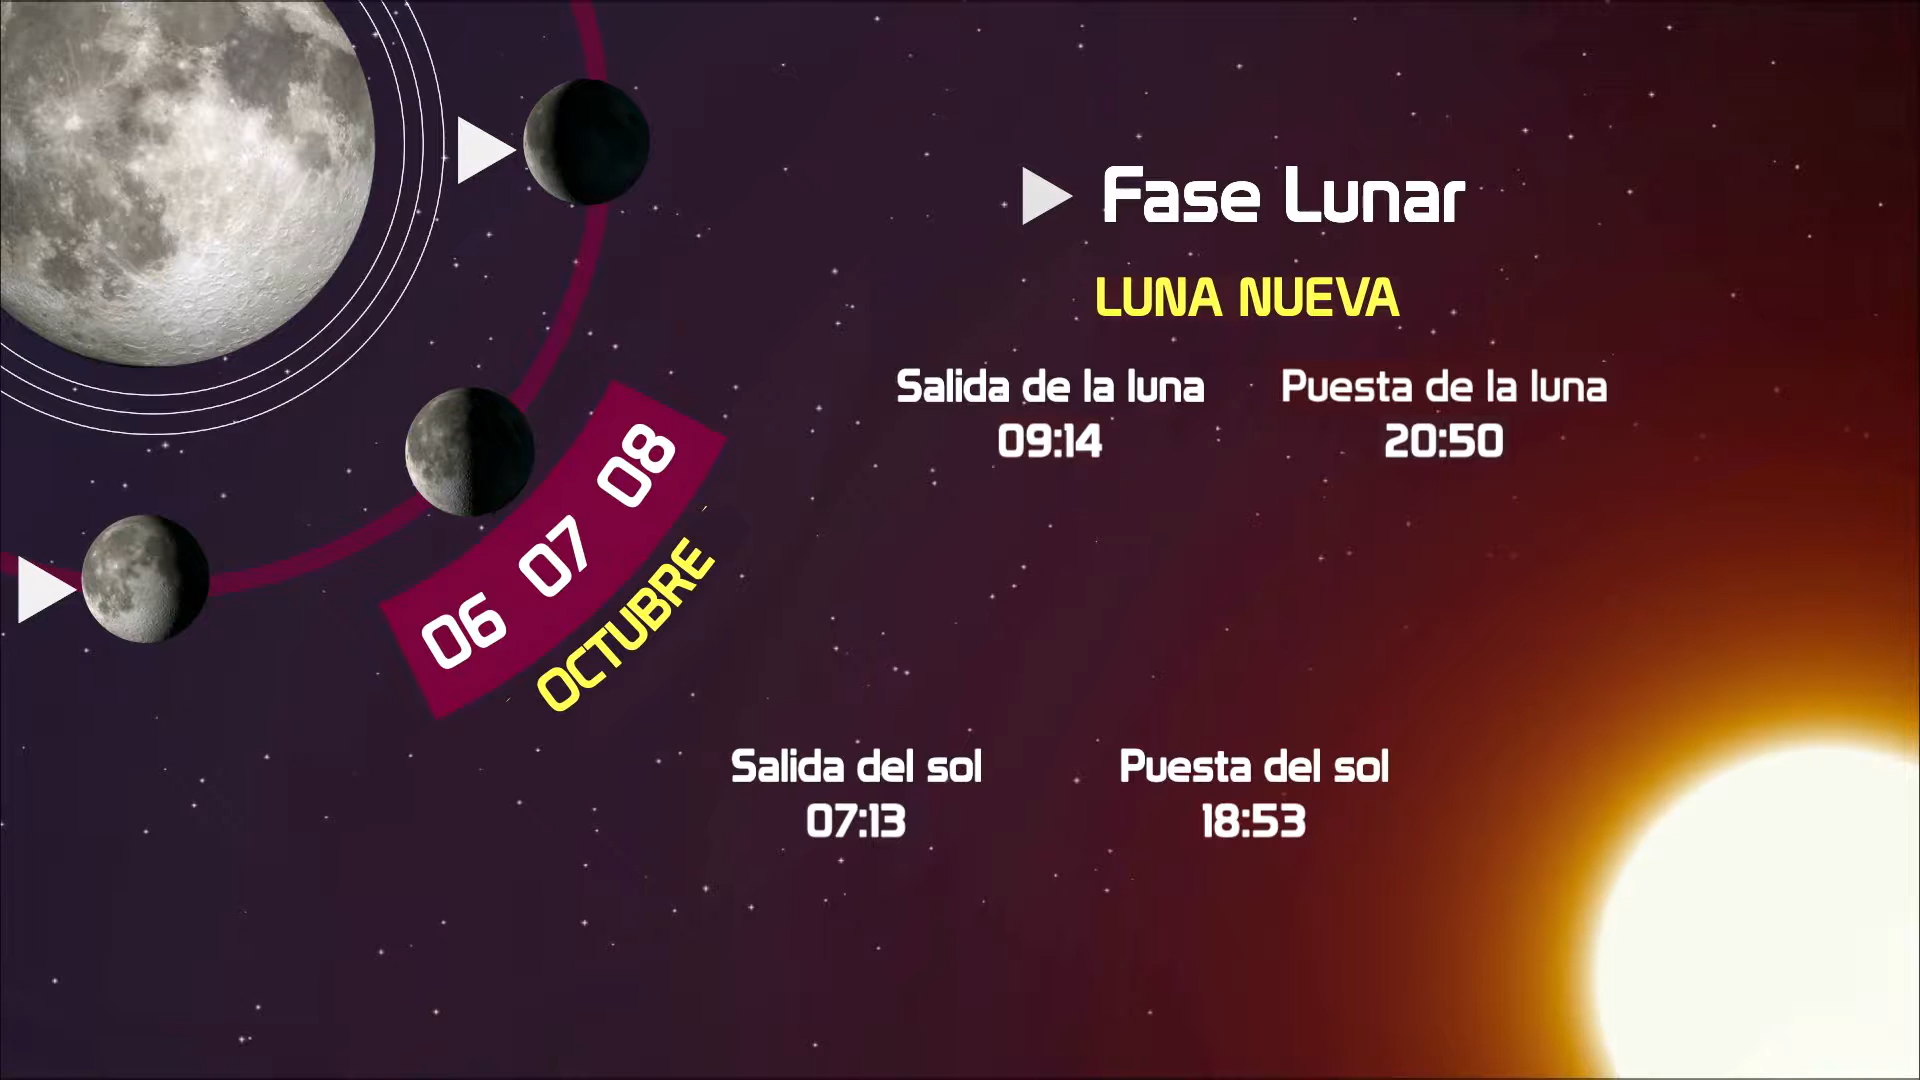 Fase Lunar
LUNA NUEVA
Salida de la luna
09:14
Puesta de la luna
20:50
06 07 08
OCTUBRE
Salida del sol
07:13
Puesta del sol
18:53